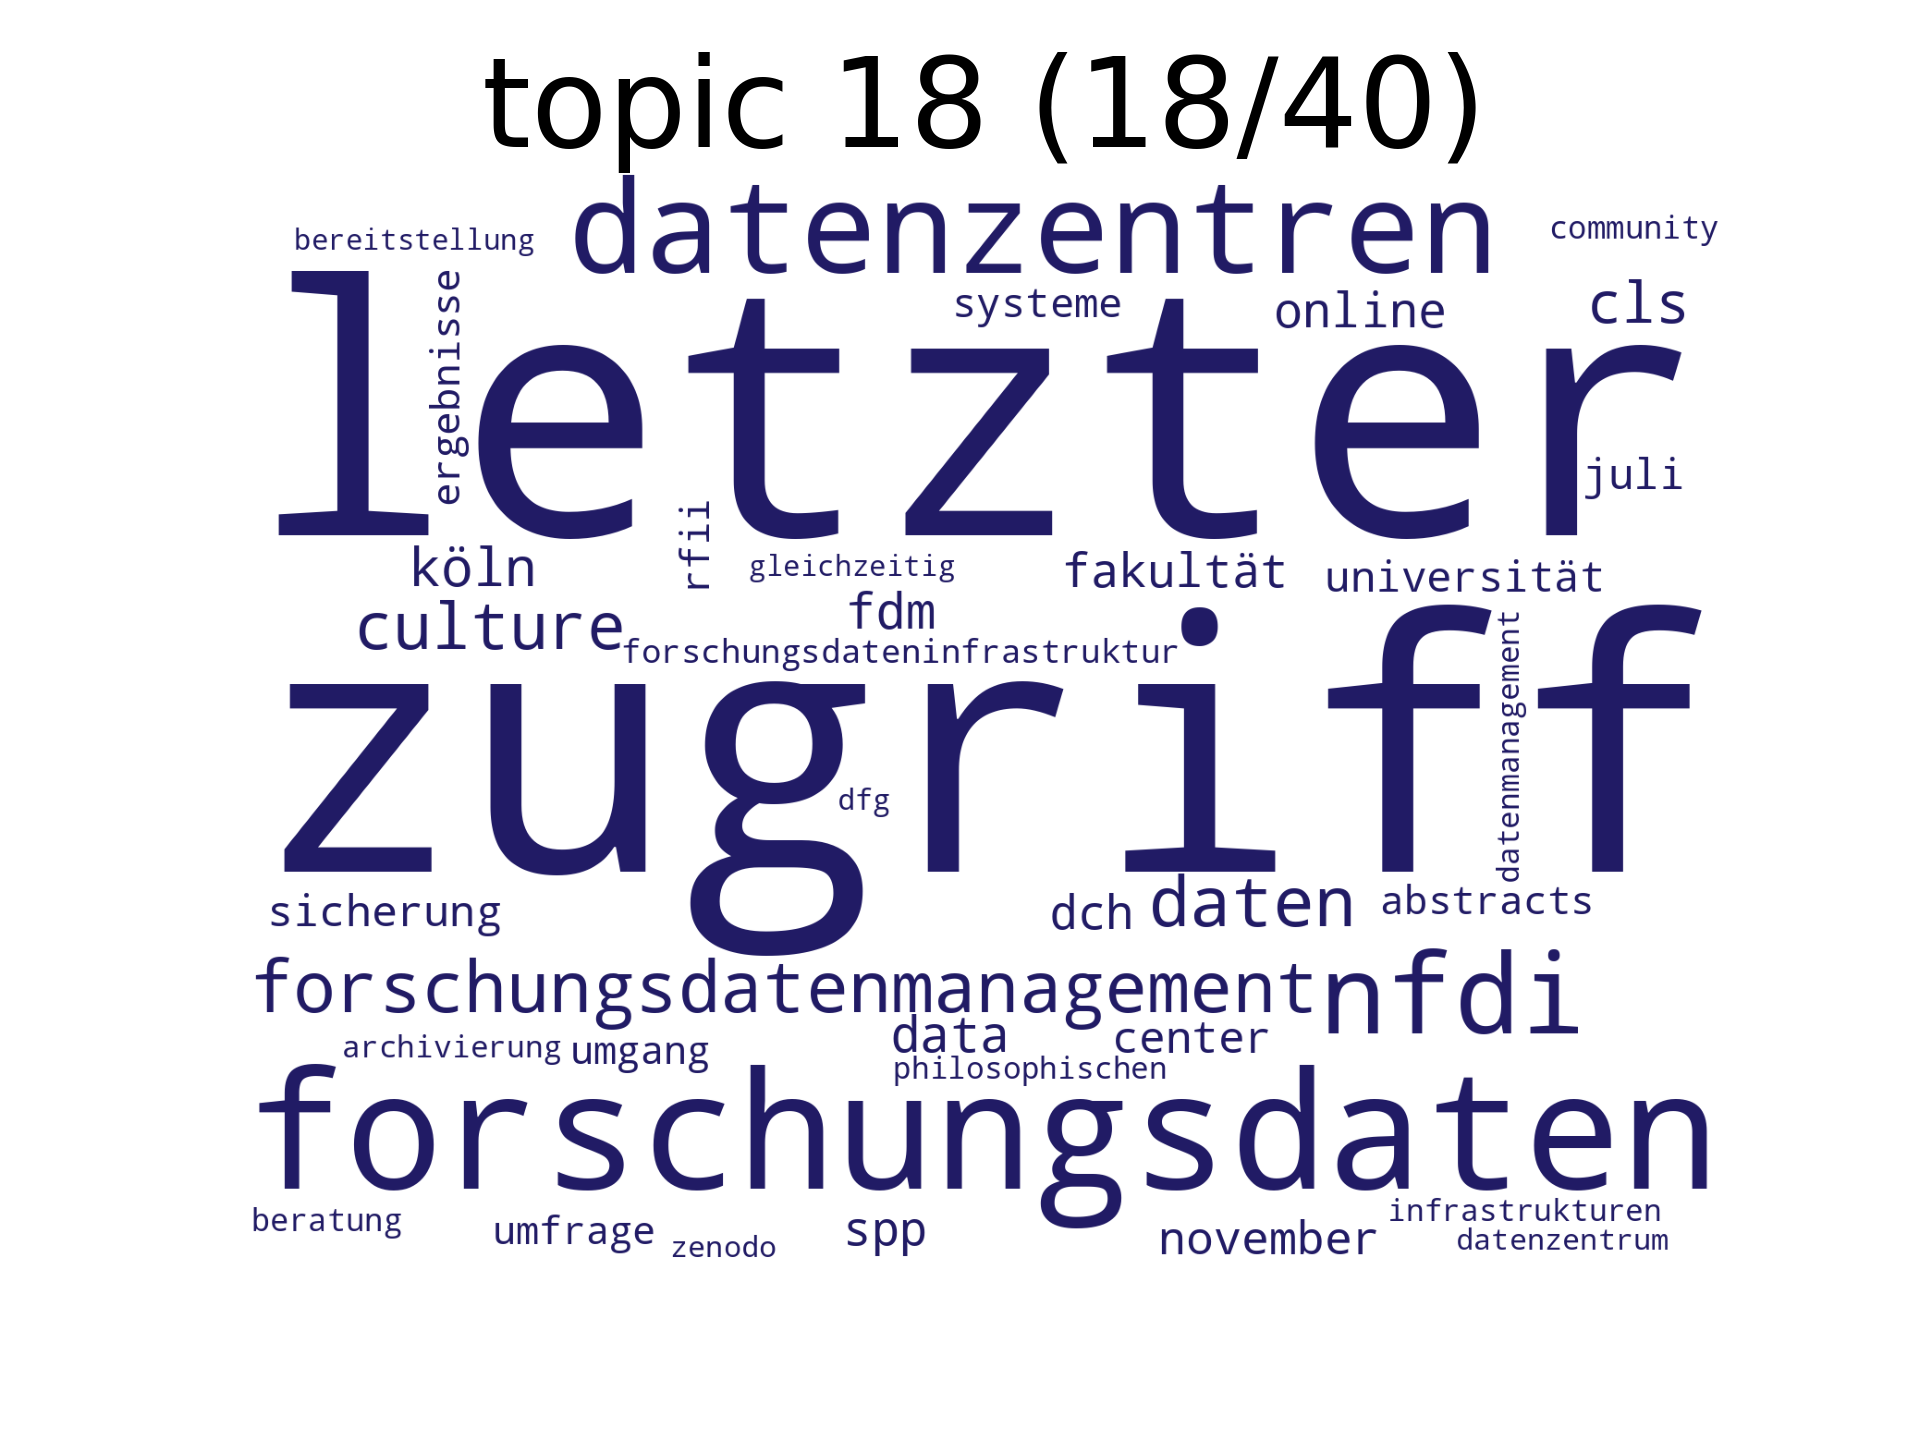 topic 18 (18/40)
datenzentren
bereitstellung
community
ergebnisse
systeme
online
cls
letzter
juli
rfii
köln
gleichzeitig
fakultät
universität
culture
fdm
forschungsdateninfrastruktur
zugriff
datenmanagement
dfg
sicherung
dch
daten
abstracts
forschungsdatenmanagement
nfdi
archivierung
umgang
data
center
philosophischen
forschungsdaten
beratung
umfrage
zenodo
spp
november
infrastrukturen
datenzentrum